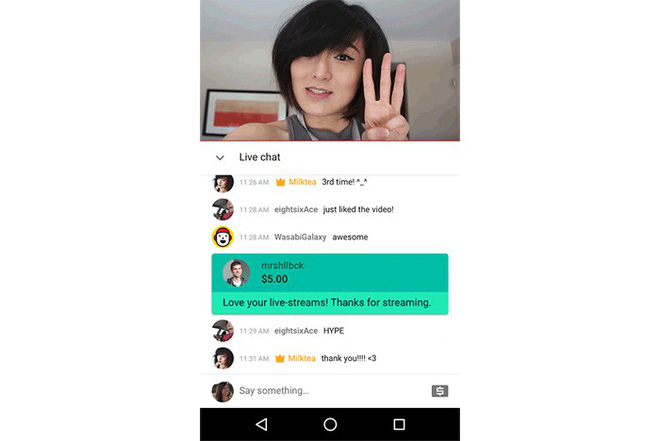 Live chat
11:26 AM Milktea 3rd time! ^_^
11:28 AM eightsixAce just liked the video!
11:28 AM WasabiGalaxy awesome
mrshllbck
$5.00
Love your live-streams! Thanks for streaming.
11:29 AM eightsixAce HYPE
11:31 AM Milktea thank you!!!! <3
Say something...
$